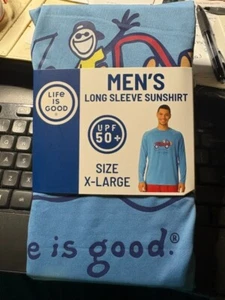 LIFE
IS
GOOD
MEN'S
LONG SLEEVE SUNSHIRT
UPF
50+
SIZE
X-LARGE
e is good.®